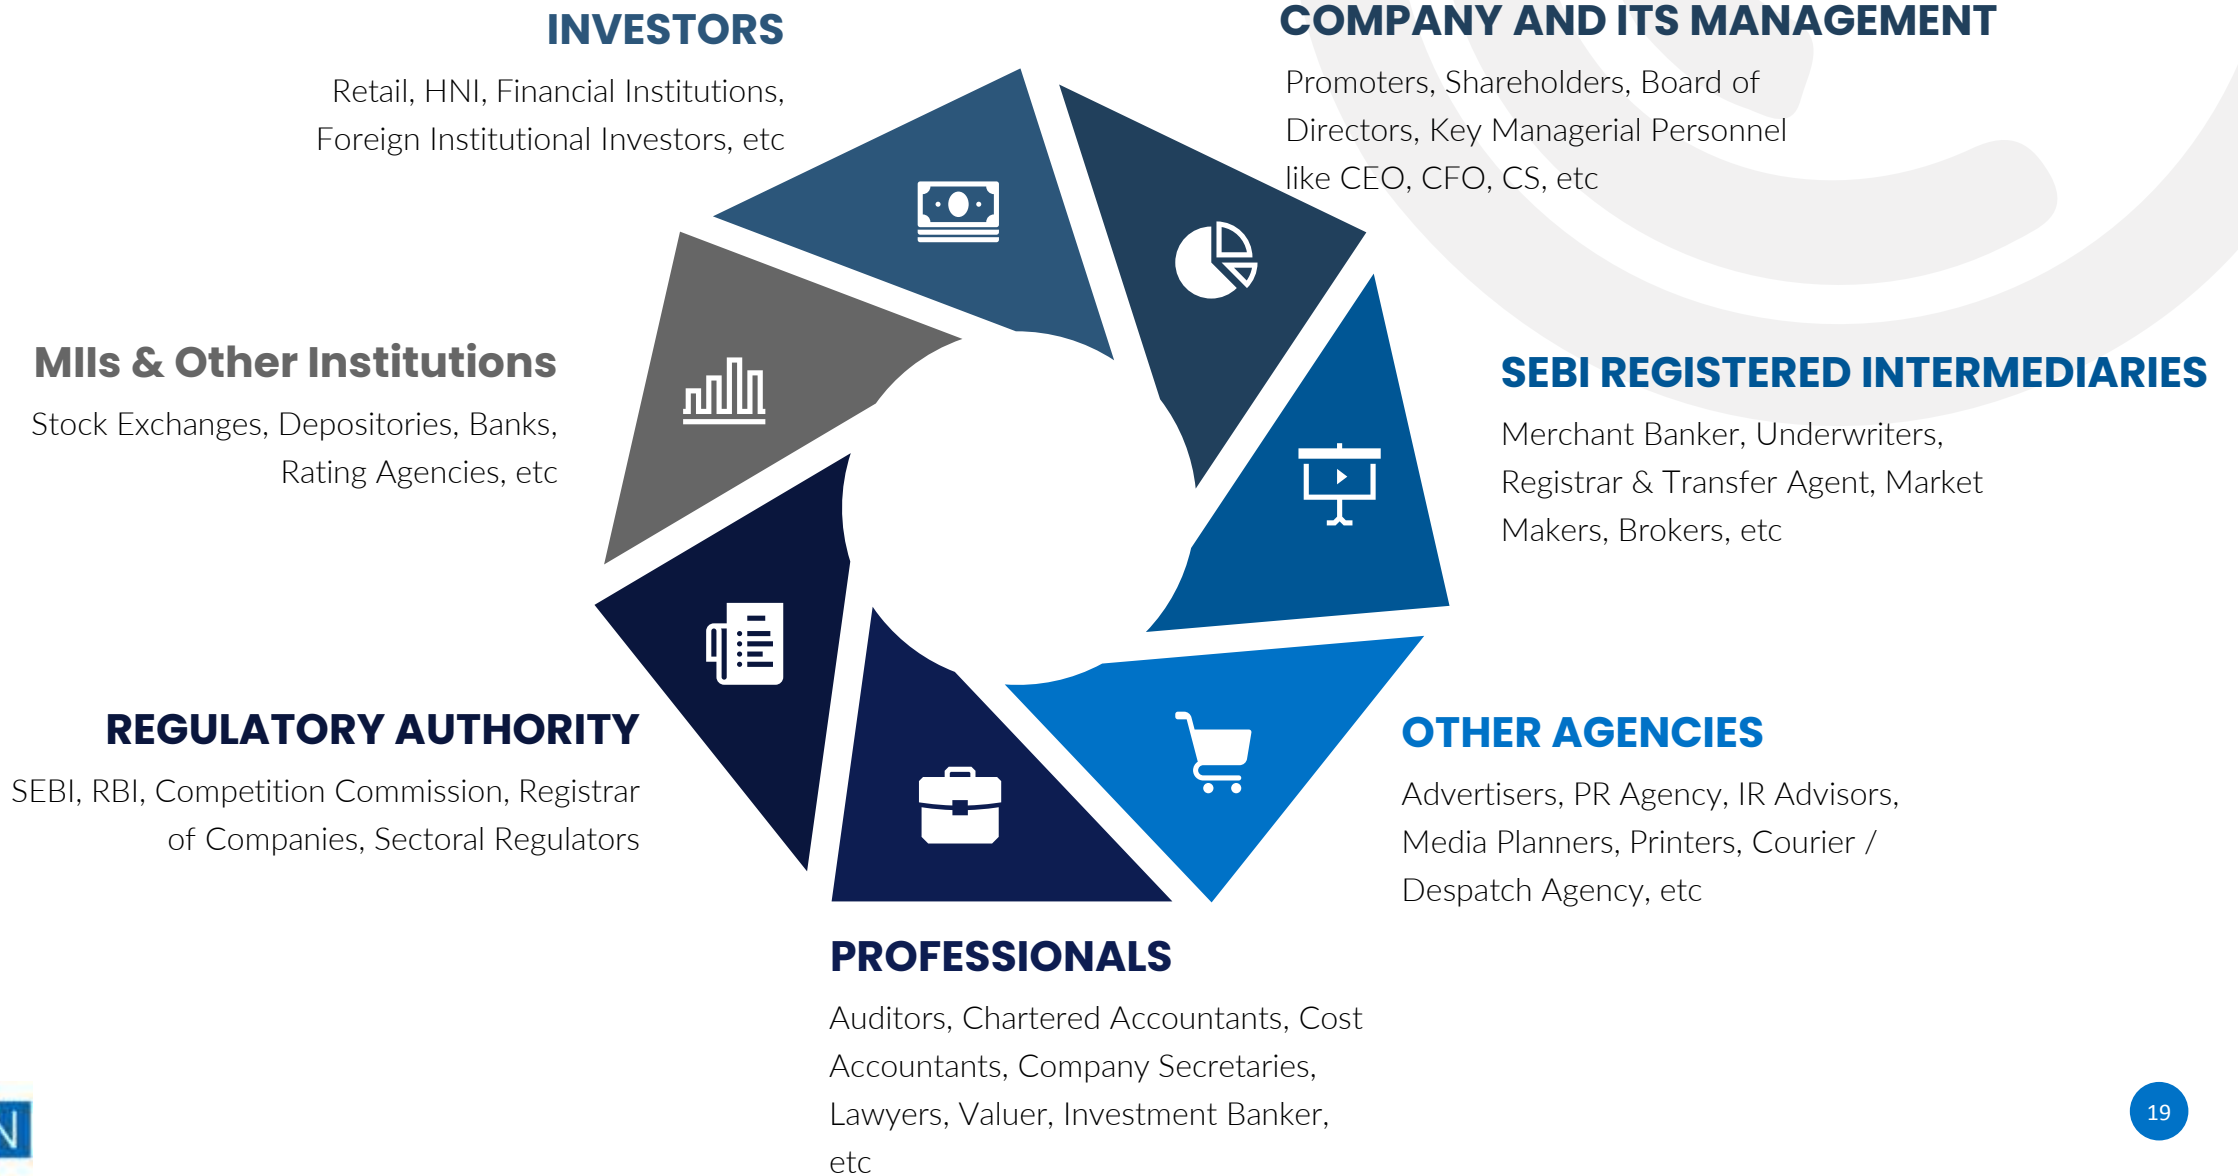 INVESTORS
Retail, HNI, Financial Institutions,
Foreign Institutional Investors, etc
COMPANY AND ITS MANAGEMENT
Promoters, Shareholders, Board of
Directors, Key Managerial Personnel
like CEO, CFO, CS, etc
MIIs & Other Institutions
Stock Exchanges, Depositories, Banks,
Rating Agencies, etc
SEBI REGISTERED INTERMEDIARIES
Merchant Banker, Underwriters,
Registrar & Transfer Agent, Market
Makers, Brokers, etc
REGULATORY AUTHORITY
SEBI, RBI, Competition Commission, Registrar
of Companies, Sectoral Regulators
OTHER AGENCIES
Advertisers, PR Agency, IR Advisors,
Media Planners, Printers, Courier /
Despatch Agency, etc
PROFESSIONALS
Auditors, Chartered Accountants, Cost
Accountants, Company Secretaries,
Lawyers, Valuer, Investment Banker,
etc
N
19